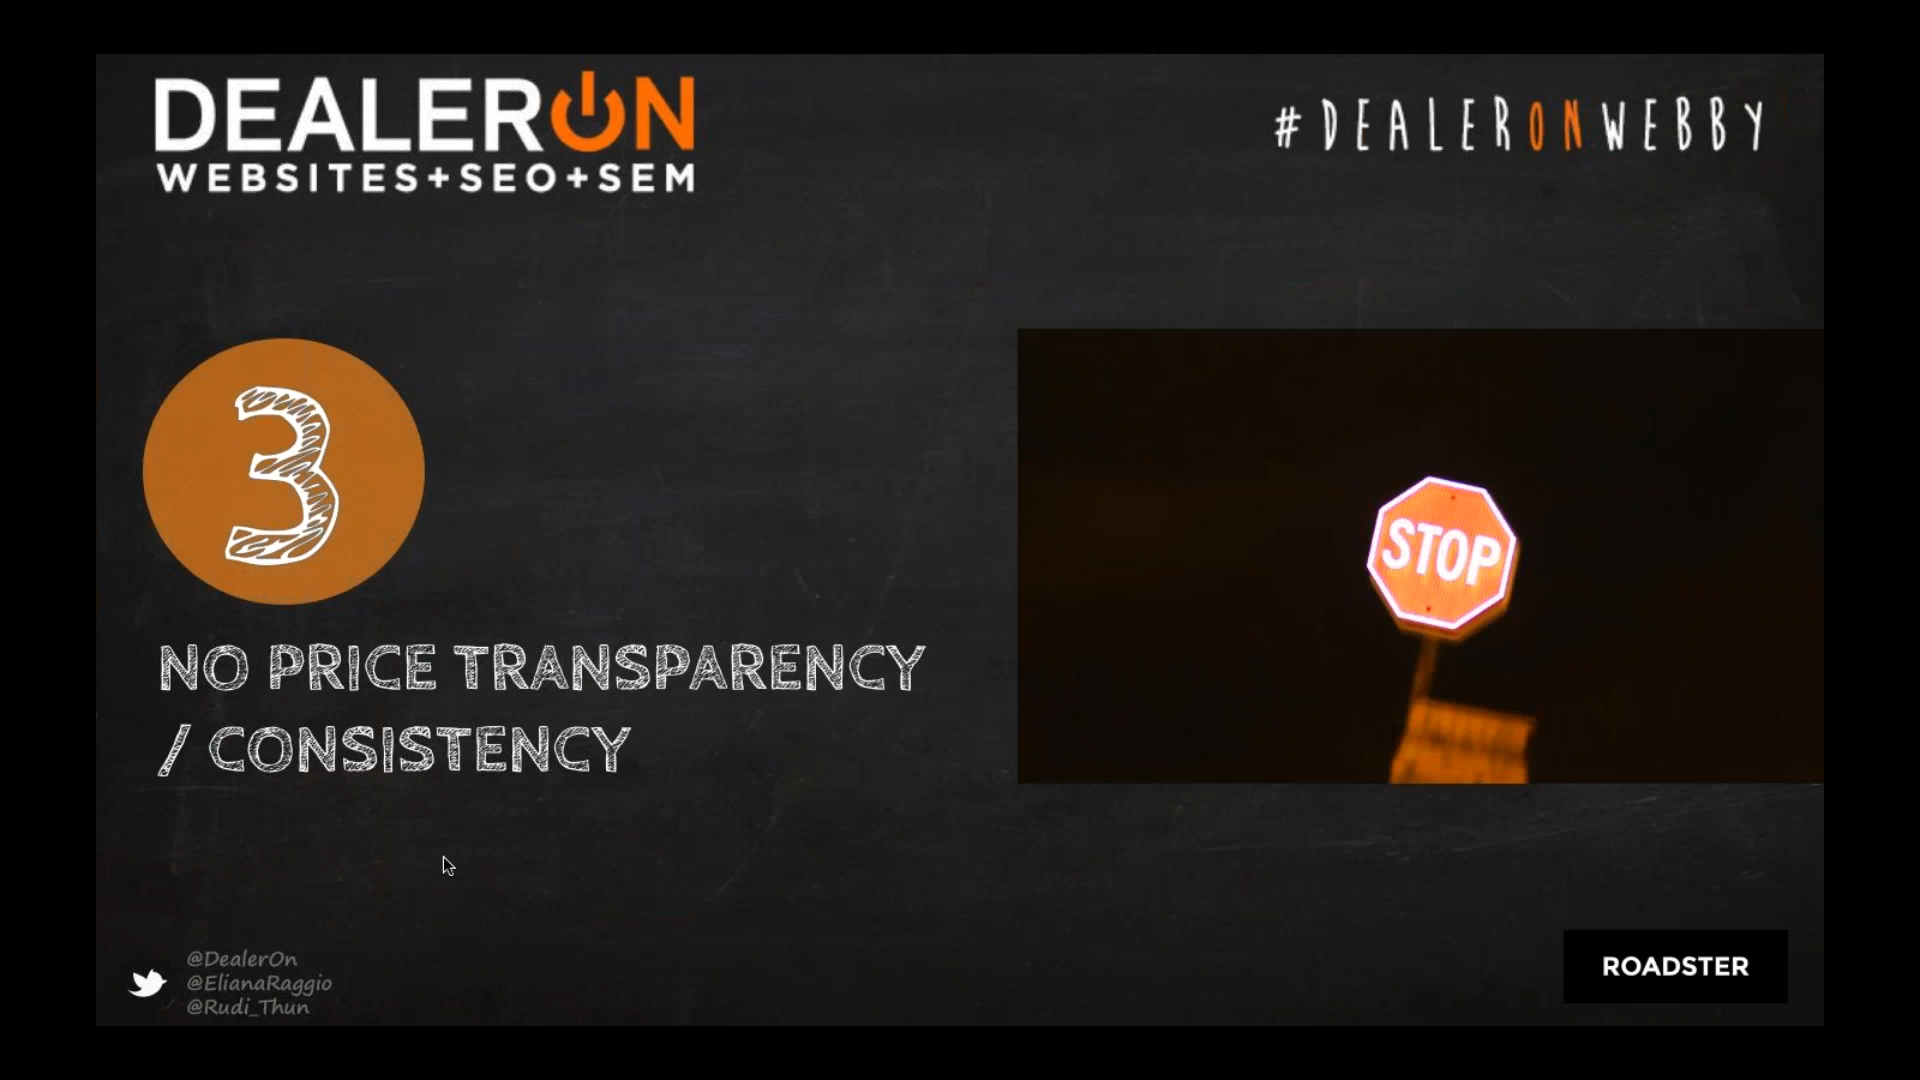 DEALERON
WEBSITES+SEO+SEM
#DEALERONWEBBY
3
NO PRICE TRANSPARENCY
/ CONSISTENCY
STOP
@DealerOn
@ElianaRaggio
@Rudi_Thun
ROADSTER